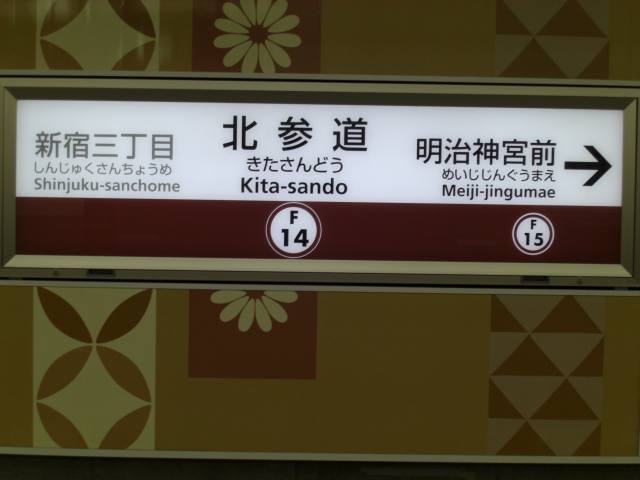 新宿三丁目
しんじゅくさんちょうめ
Shinjuku-sanchome
北参道
きたさんどう
Kita-sando
F
14
明治神宮前
めいじじんぐうまえ
Meiji-jingumae
F
15